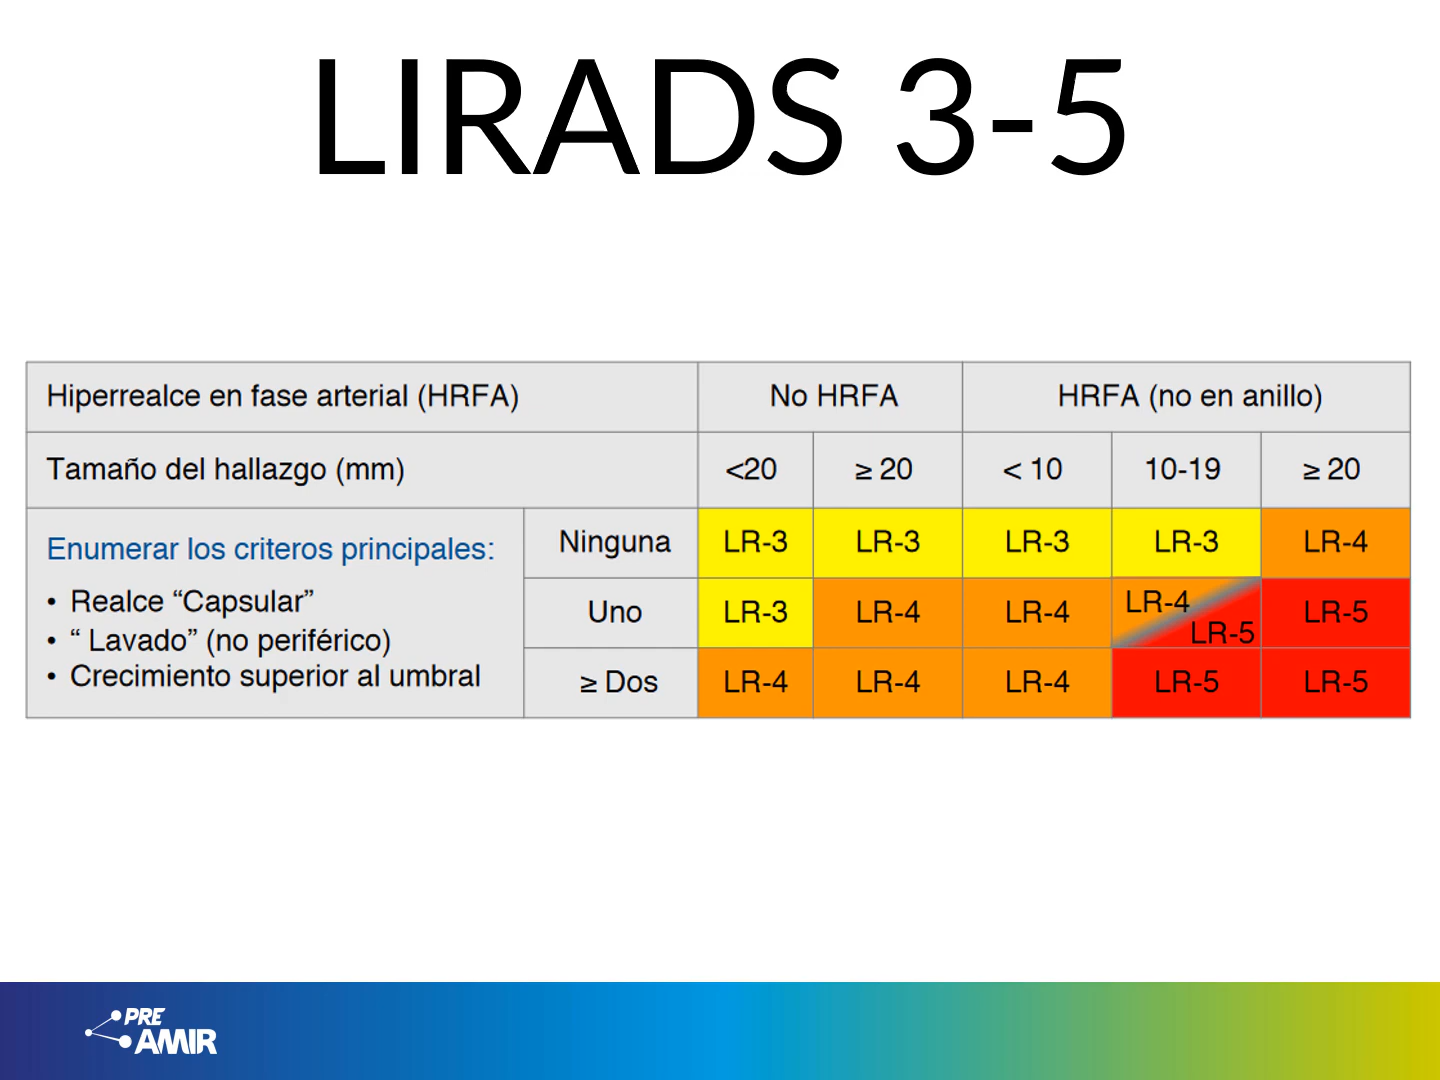 LIRADS 3-5
Hiperrealce en fase arterial (HRFA) No HRFA HRFA (no en anillo)
Tamaño del hallazgo (mm) <20 ≥ 20 < 10 10-19 ≥ 20
Enumerar los criteros principales:
• Realce “Capsular”
• “ Lavado” (no periférico)
• Crecimiento superior al umbral
Ninguna LR-3 LR-3 LR-3 LR-3 LR-4
Uno LR-3 LR-4 LR-4 LR-4 LR-5 LR-5
≥ Dos LR-4 LR-4 LR-4 LR-5 LR-5
PRE
AMIR